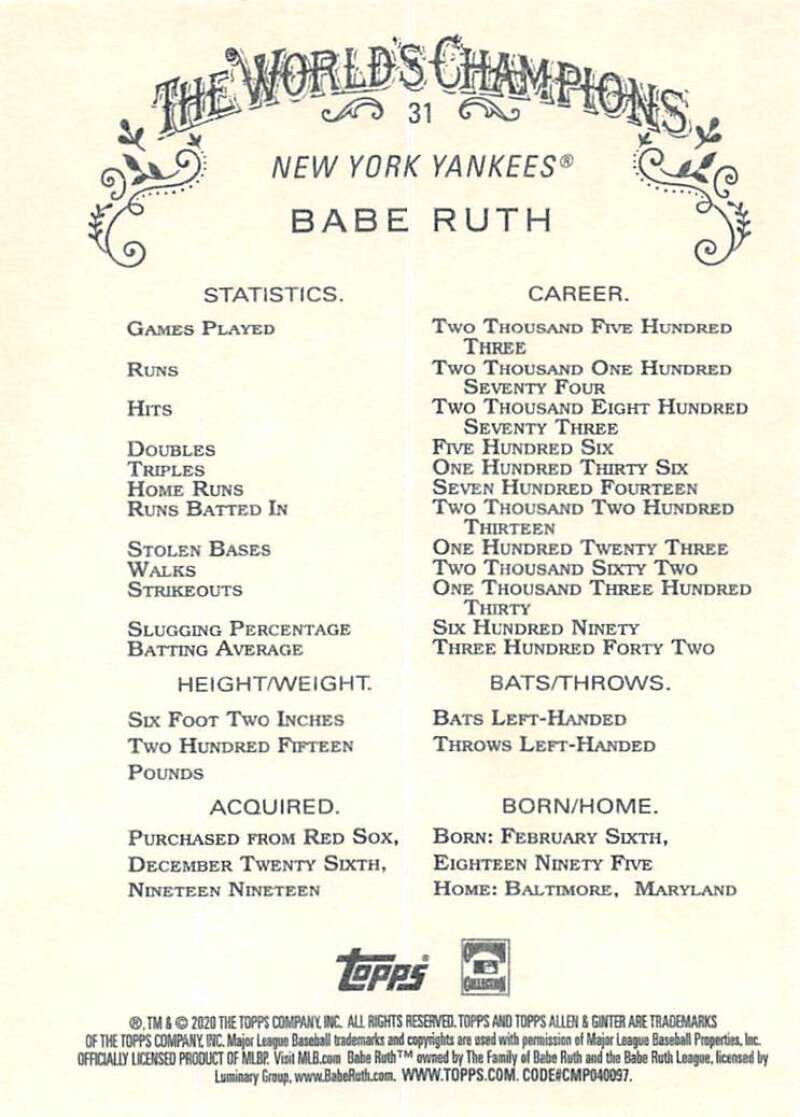 THE WORLD'S CHAMPIONS
31
NEW YORK YANKEES®
BABE RUTH
STATISTICS. CAREER.
GAMES PLAYED TWO THOUSAND FIVE HUNDRED
THREE
RUNS TWO THOUSAND ONE HUNDRED
SEVENTY FOUR
HITS TWO THOUSAND EIGHT HUNDRED
SEVENTY THREE
DOUBLES FIVE HUNDRED SIX
TRIPLES ONE HUNDRED THIRTY SIX
HOME RUNS SEVEN HUNDRED FOURTEEN
RUNS BATTED IN TWO THOUSAND TWO HUNDRED
THIRTEEN
STOLEN BASES ONE HUNDRED TWENTY THREE
WALKS TWO THOUSAND SIXTY TWO
STRIKEOUTS ONE THOUSAND THREE HUNDRED
THIRTY
SLUGGING PERCENTAGE SIX HUNDRED NINETY
BATTING AVERAGE THREE HUNDRED FORTY TWO
HEIGHT/WEIGHT. BATS/THROWS.
SIX FOOT TWO INCHES BATS LEFT-HANDED
TWO HUNDRED FIFTEEN THROWS LEFT-HANDED
POUNDS
ACQUIRED. BORN/HOME.
PURCHASED FROM RED SOX, BORN: FEBRUARY SIXTH,
DECEMBER TWENTY SIXTH, EIGHTEEN NINETY FIVE
NINETEEN NINETEEN HOME: BALTIMORE, MARYLAND
topps® COOPERSTOWN
COLLECTION
®, TM & © 2020 THE TOPPS COMPANY, INC. ALL RIGHTS RESERVED. TOPPS AND TOPPS ALLEN & GINTER ARE TRADEMARKS
OF THE TOPPS COMPANY, INC. Major League Baseball trademarks and copyrights are used with permission of Major League Baseball Properties, Inc.
OFFICIALLY LICENSED PRODUCT OF MLBP. Visit MLB.com Babe Ruth™ owned by The Family of Babe Ruth and the Babe Ruth League, licensed by
Luminary Group, www.BabeRuth.com. WWW.TOPPS.COM. CODE#CMP040097.